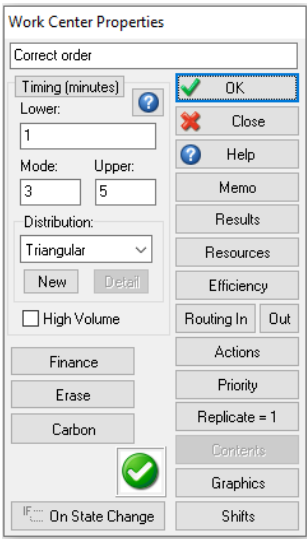 Work Center Properties
Correct order
Timing (minutes)
Lower:
1
Mode: Upper:
3 5
Distribution:
Triangular
New Detail
High Volume
Finance
Erase
Carbon
IF On State Change
OK
Close
Help
Memo
Results
Resources
Efficiency
Routing In Out
Actions
Priority
Replicate = 1
Contents
Graphics
Shifts